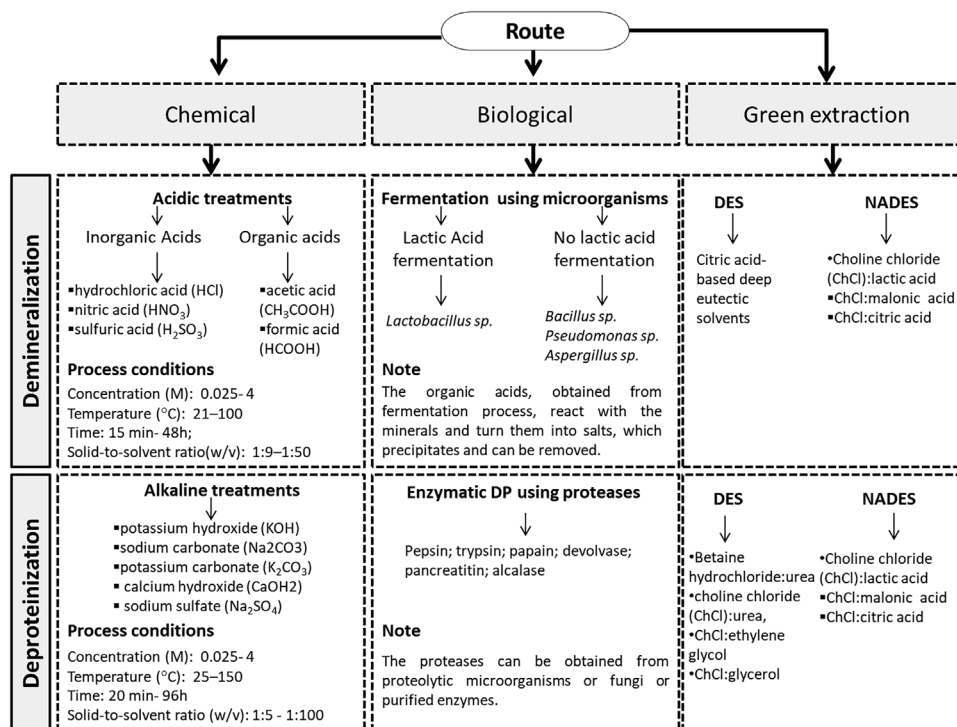 Route
Chemical
Biological
Green extraction
Demineralization
Acidic treatments
Inorganic Acids
▪hydrochloric acid (HCl)
▪nitric acid (HNO₃)
▪sulfuric acid (H₂SO₃)
Organic acids
▪acetic acid
(CH₃COOH)
▪formic acid
(HCOOH)
Process conditions
Concentration (M): 0.025- 4
Temperature (°C): 21–100
Time: 15 min- 48h;
Solid-to-solvent ratio(w/v): 1:9–1:50
Fermentation using microorganisms
Lactic Acid
fermentation
Lactobacillus sp.
No lactic acid
fermentation
Bacillus sp.
Pseudomonas sp.
Aspergillus sp.
Note
The organic acids, obtained from
fermentation process, react with the
minerals and turn them into salts, which
precipitates and can be removed.
DES
Citric acid-
based deep
eutectic
solvents
NADES
•Choline chloride
(ChCl):lactic acid
▪ChCl:malonic acid
▪ChCl:citric acid
Deproteinization
Alkaline treatments
▪potassium hydroxide (KOH)
▪sodium carbonate (Na2CO3)
▪potassium carbonate (K₂CO₃)
▪calcium hydroxide (CaOH2)
▪sodium sulfate (Na₂SO₄)
Process conditions
Concentration (M): 0.025- 4
Temperature (°C): 25–150
Time: 20 min- 96h
Solid-to-solvent ratio (w/v): 1:5 - 1:100
Enzymatic DP using proteases
Pepsin; trypsin; papain; devolvase;
pancreatitin; alcalase
Note
The proteases can be obtained from
proteolytic microorganisms or fungi or
purified enzymes.
DES
•Betaine
hydrochloride:urea
•choline chloride
(ChCl):urea,
•ChCl:ethylene
glycol
•ChCl:glycerol
NADES
•Choline chloride
(ChCl):lactic acid
▪ChCl:malonic acid
▪ChCl:citric acid